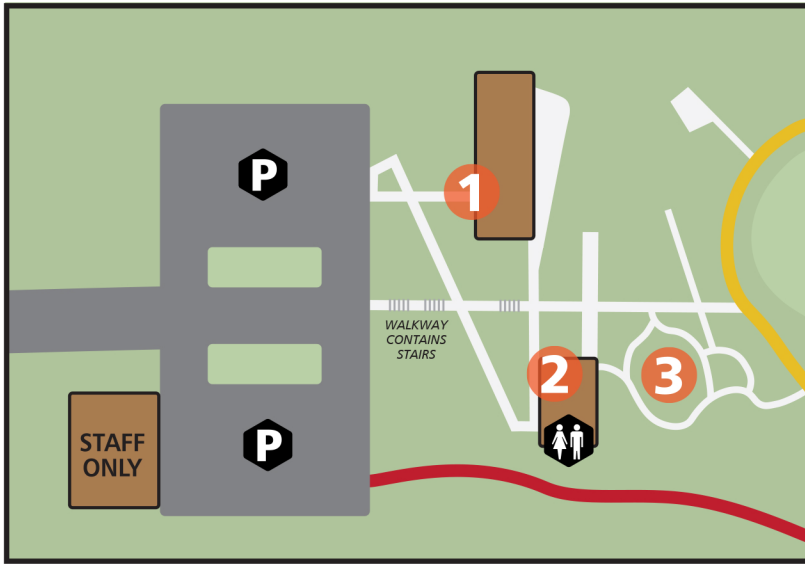 P
1
WALKWAY
CONTAINS
STAIRS
2
3
STAFF
ONLY
P